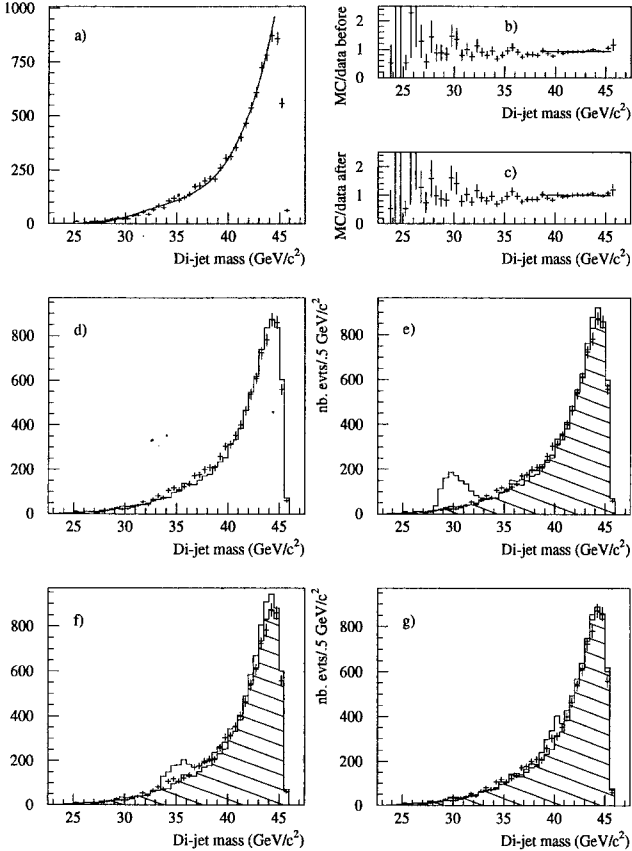 1000
750
500
250
0
a)
25 30 35 40 45
Di-jet mass (GeV/c²)
MC/data before
2
1
0
b)
25 30 35 40 45
Di-jet mass (GeV/c²)
MC/data after
2
1
0
c)
25 30 35 40 45
Di-jet mass (GeV/c²)
800
600
400
200
0
d)
25 30 35 40 45
Di-jet mass (GeV/c²)
nb. evts/.5 GeV/c²
800
600
400
200
0
e)
25 30 35 40 45
Di-jet mass (GeV/c²)
800
600
400
200
0
f)
25 30 35 40 45
Di-jet mass (GeV/c²)
nb. evts/.5 GeV/c²
800
600
400
200
0
g)
25 30 35 40 45
Di-jet mass (GeV/c²)